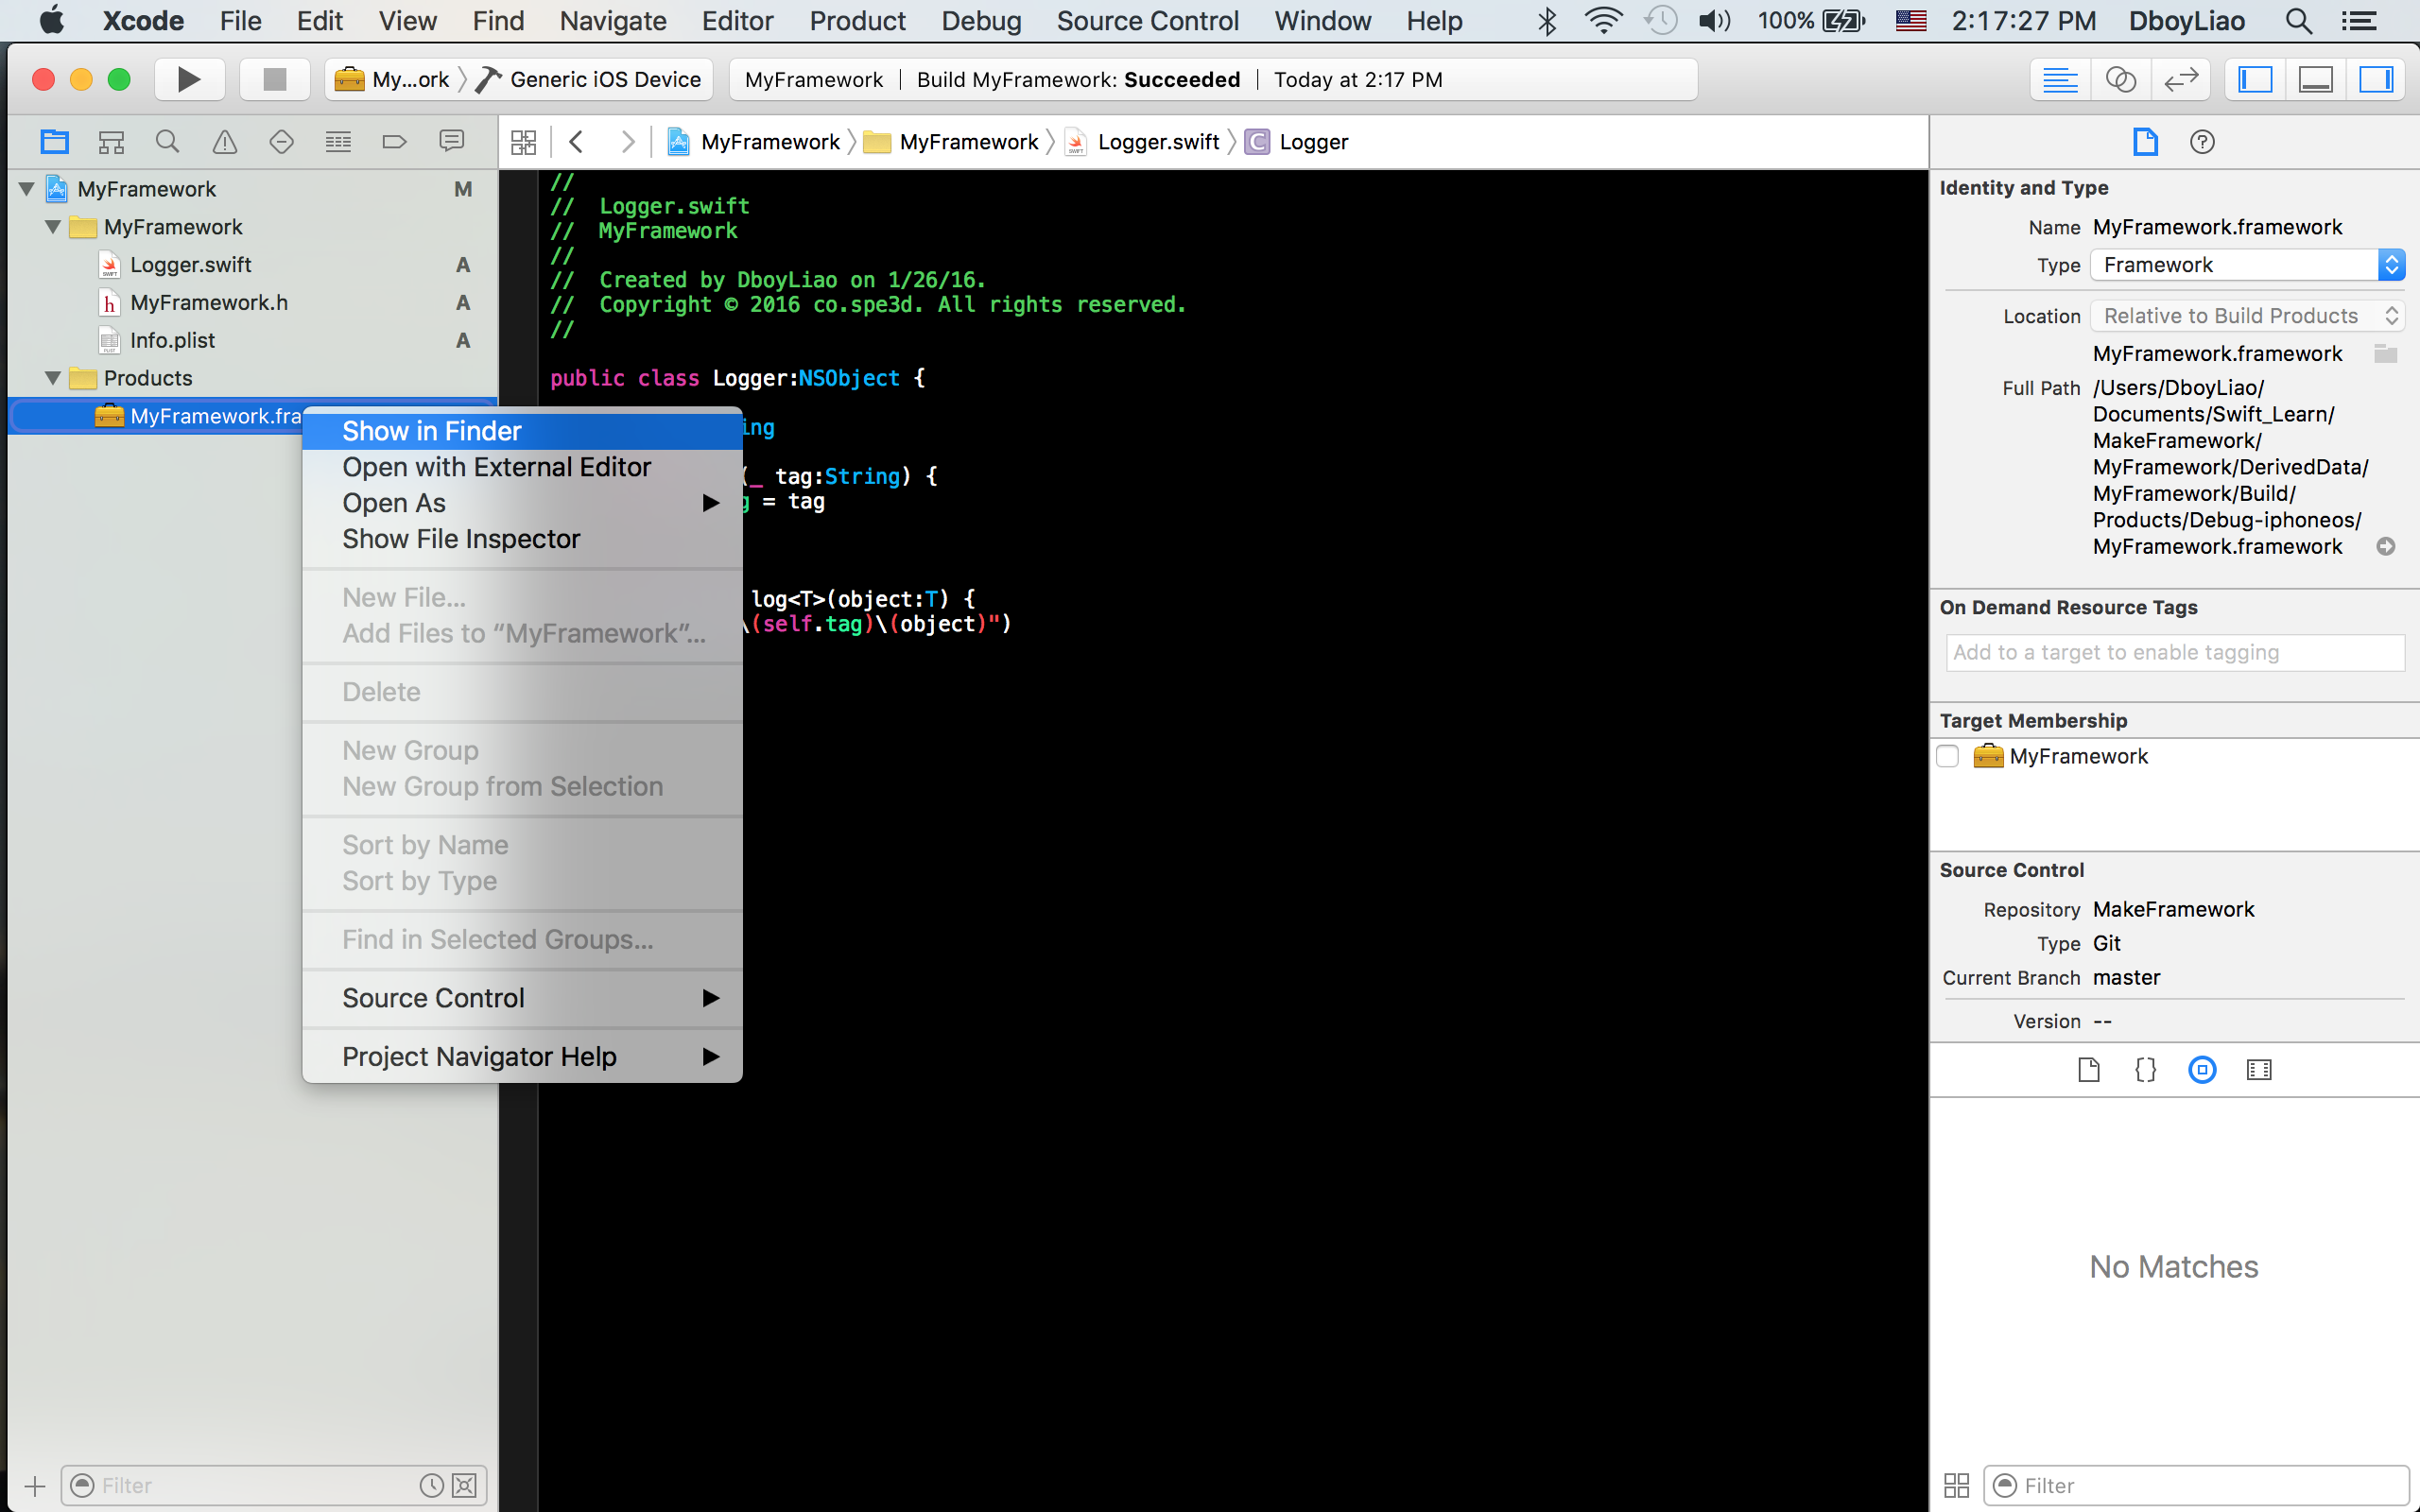 Xcode File Edit View Find Navigate Editor Product Debug Source Control Window Help 100% 2:17:27 PM DboyLiao
My...ork Generic iOS Device MyFramework Build MyFramework: Succeeded Today at 2:17 PM
MyFramework MyFramework Logger.swift C Logger
MyFramework M
MyFramework
Logger.swift A
h MyFramework.h A
Info.plist A
Products
MyFramework.fra
Show in Finder
Open with External Editor
Open As
Show File Inspector
New File...
Add Files to “MyFramework”...
Delete
New Group
New Group from Selection
Sort by Name
Sort by Type
Find in Selected Groups...
Source Control
Project Navigator Help
Filter
//
// Logger.swift
// MyFramework
//
// Created by DboyLiao on 1/26/16.
// Copyright © 2016 co.spe3d. All rights reserved.
//
public class Logger:NSObject {
ing
(_ tag:String) {
g = tag
log<T>(object:T) {
\(self.tag)\(object)")
Identity and Type
Name MyFramework.framework
Type Framework
Location Relative to Build Products
MyFramework.framework
Full Path /Users/DboyLiao/
Documents/Swift_Learn/
MakeFramework/
MyFramework/DerivedData/
MyFramework/Build/
Products/Debug-iphoneos/
MyFramework.framework
On Demand Resource Tags
Add to a target to enable tagging
Target Membership
MyFramework
Source Control
Repository MakeFramework
Type Git
Current Branch master
Version --
{}
No Matches
Filter